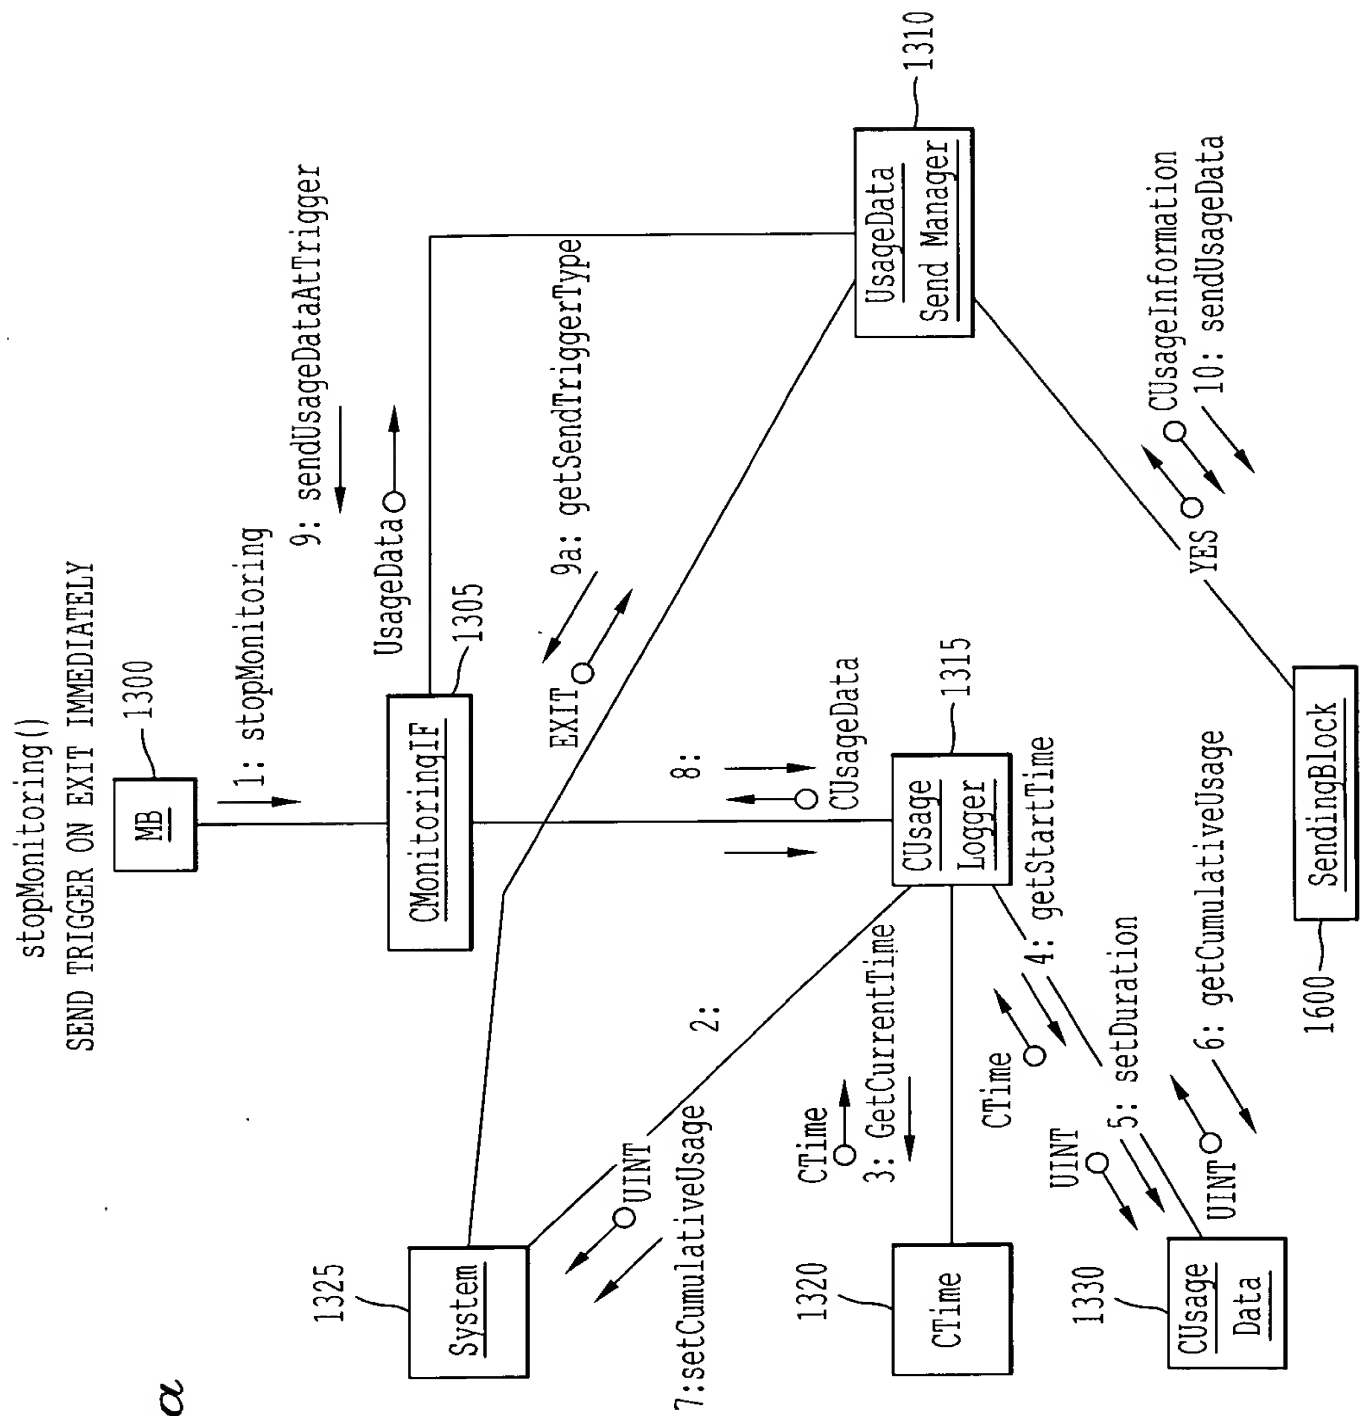 stopMonitoring()
SEND TRIGGER ON EXIT IMMEDIATELY
1300
MB
1: stopMonitoring
9: sendUsageDataAtTrigger
UsageData
1305
CMonitoringIF
9a: getSendTriggerType
EXIT
1310
UsageData
Send Manager
8:
CUsageData
1315
CUsage
Logger
2:
1325
System
UINT
7:setCumulativeUsage
CTime
3: GetCurrentTime
1320
CTime
4: getStartTime
CTime
5: setDuration
UINT
6: getCumulativeUsage
UINT
1330
CUsage
Data
CUsageInformation
10: sendUsageData
YES
1600
SendingBlock
a